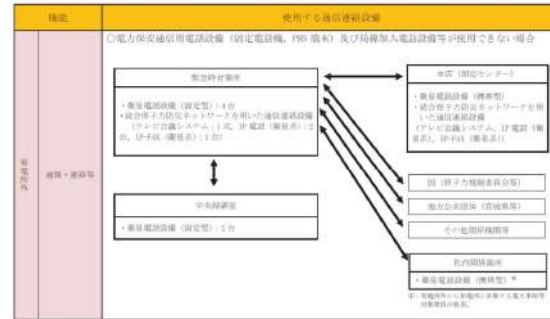 機能
使用する通信連絡設備
○電力保安通信用電話設備（固定電話機、PHS 端末）及び局線加入電話設備等が使用できない場合
発電所外
通報・連絡等
緊急時対策所
・衛星電話設備（固定型）：4台
・統合原子力防災ネットワークを用いた通信連絡設備
（テレビ会議システム：1式、IP 電話（衛星系）：2
台、IP-FAX（衛星系）：1台）
中央制御室
・衛星電話設備（固定型）：2台
本店（即応センター）
・衛星電話設備（携帯型）
・統合原子力防災ネットワークを用いた通信連絡設備
（テレビ会議システム、IP 電話（衛
星系）、IP-FAX（衛星系））
国（原子力規制委員会等）
地方公共団体（宮城県等）
その他関係機関等
社内関係箇所
・衛星電話設備（携帯型）※